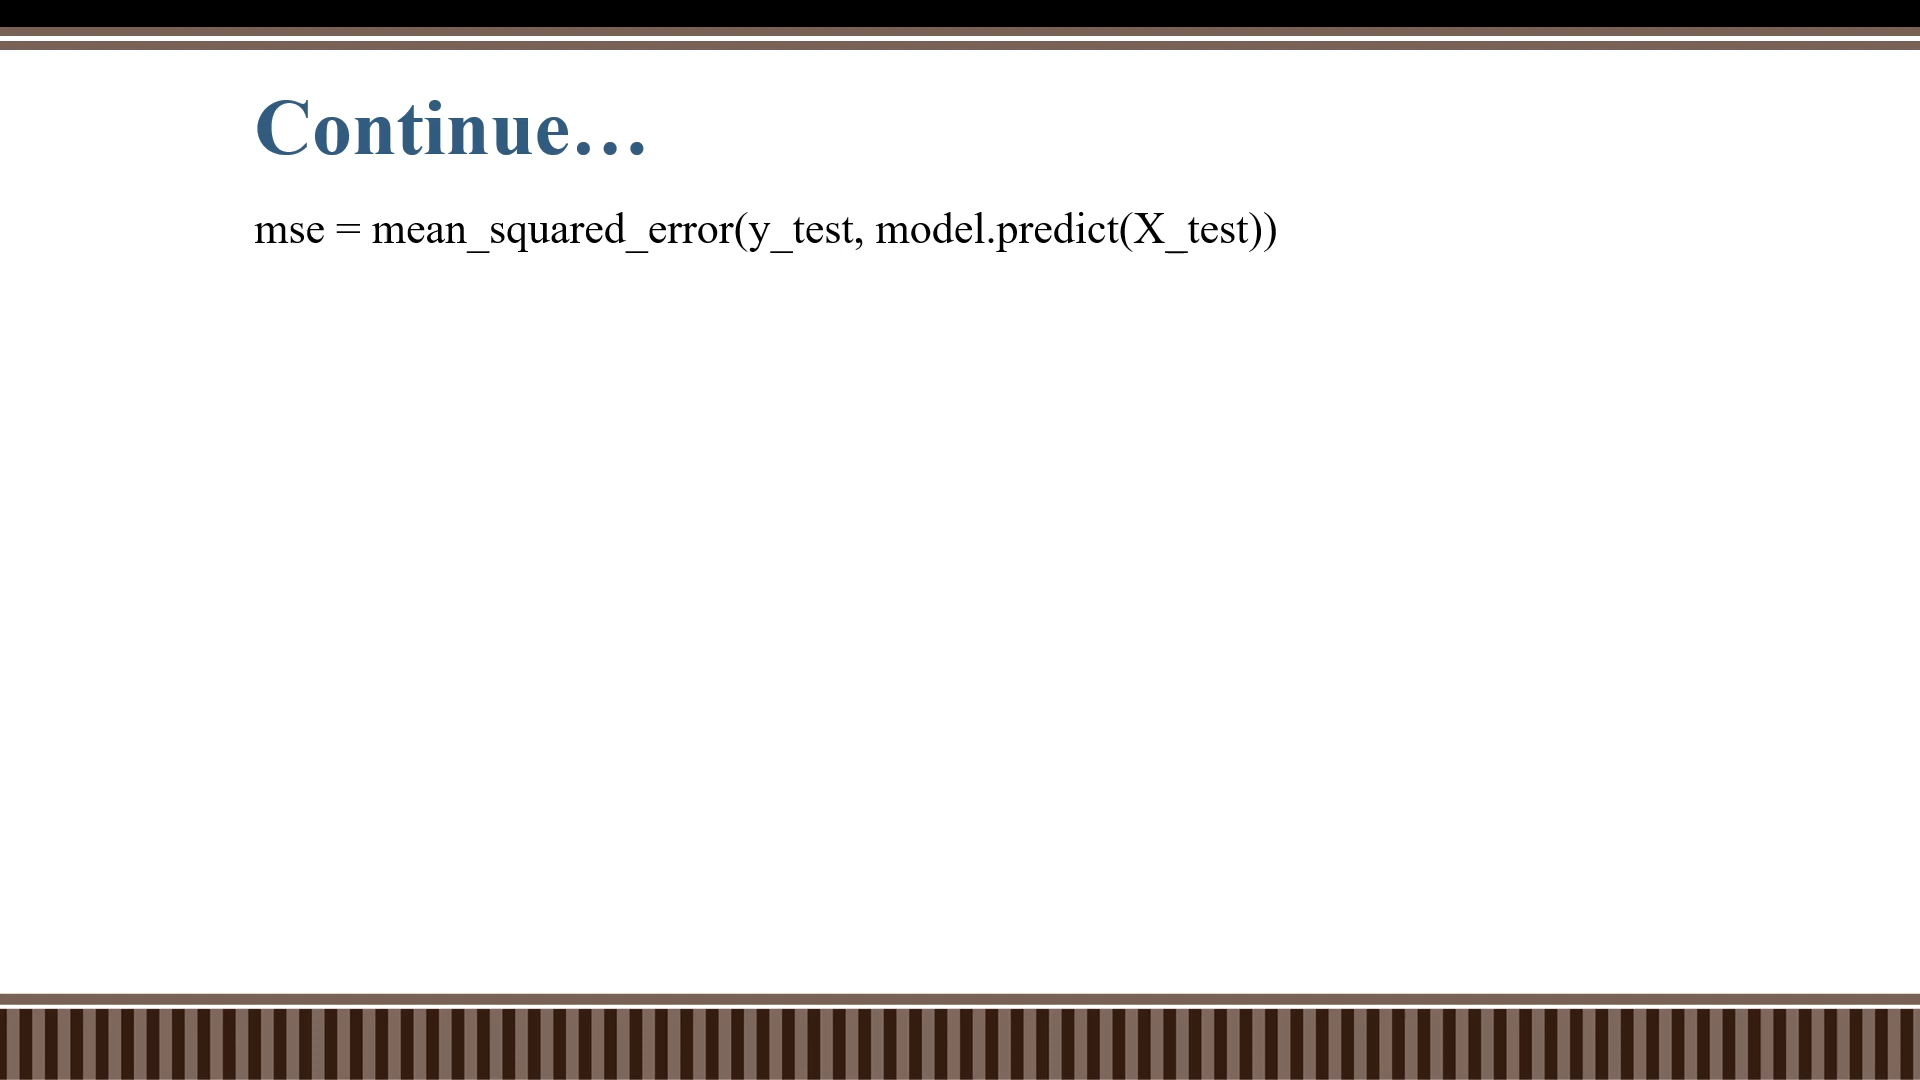 Continue…
mse = mean_squared_error(y_test, model.predict(X_test))